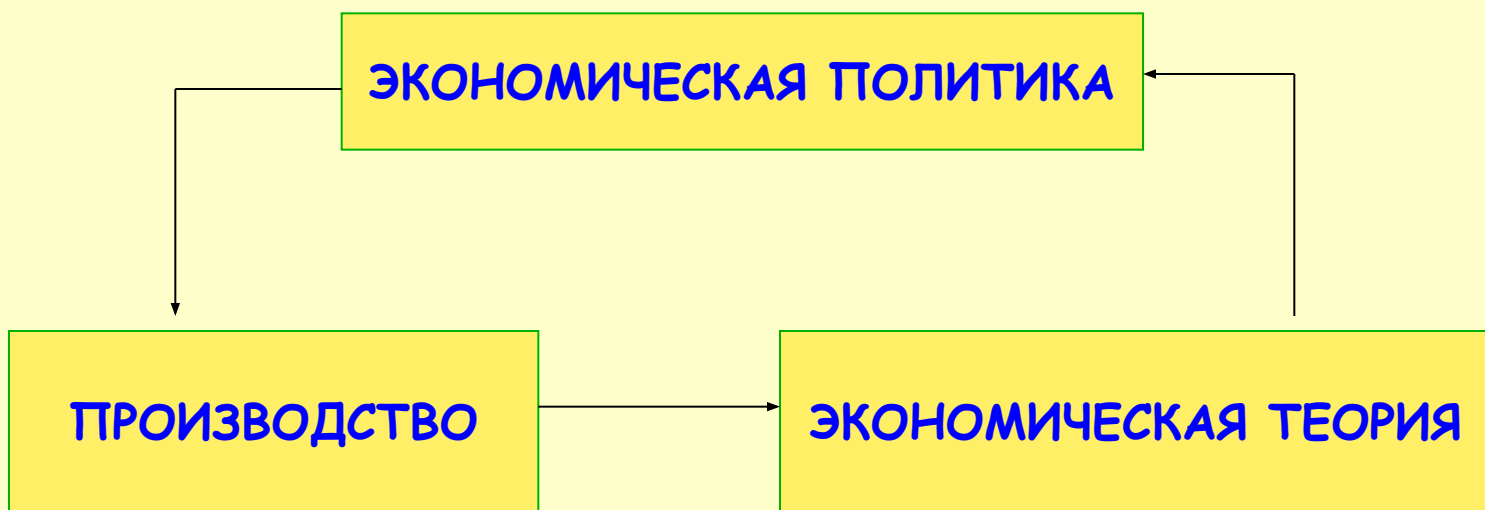 ЭКОНОМИЧЕСКАЯ ПОЛИТИКА
ПРОИЗВОДСТВО
ЭКОНОМИЧЕСКАЯ ТЕОРИЯ